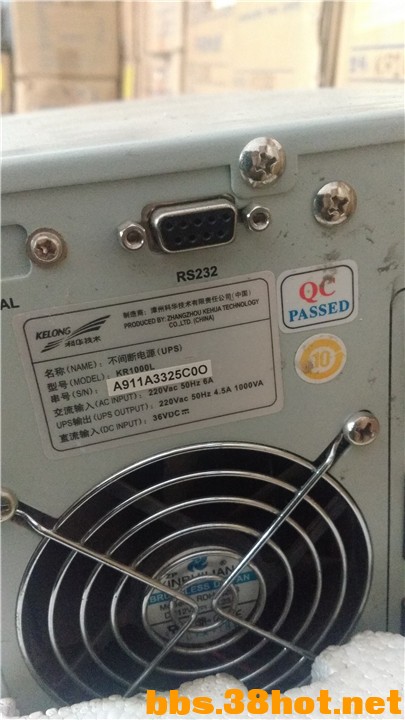 RS232
AL
KELONG
科华技术
制造商: 漳州科华技术有限责任公司(中国)
PRODUCED BY: ZHANGZHOU KEHUA TECHNOLOGY
CO.,LTD. (CHINA)
名称(NAME): 不间断电源(UPS)
型号(MODEL): KR1000L
串号(S/N): A911A3325C0O
交流输入(AC INPUT): 220Vac 50Hz 6A
UPS输出(UPS OUTPUT): 220Vac 50Hz 4.5A 1000VA
直流输入(DC INPUT): 36VDC
QC
PASSED
10
bbs.38hot.net